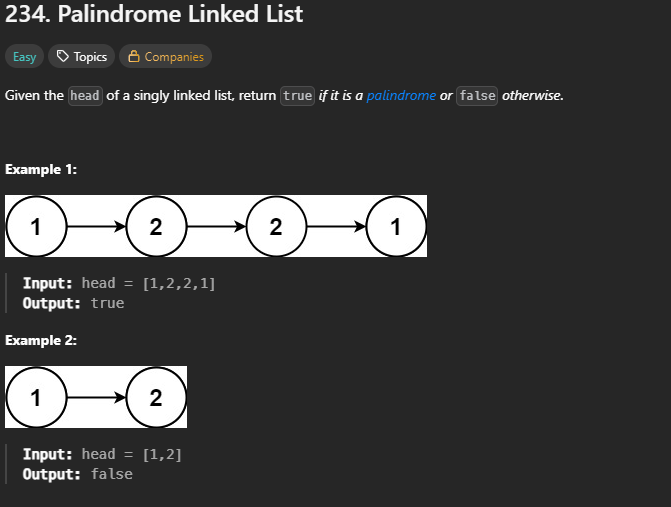 234. Palindrome Linked List
Easy Topics Companies
Given the head of a singly linked list, return true if it is a palindrome or false otherwise.
Example 1:
1 2 2 1
Input: head = [1,2,2,1]
Output: true
Example 2:
1 2
Input: head = [1,2]
Output: false